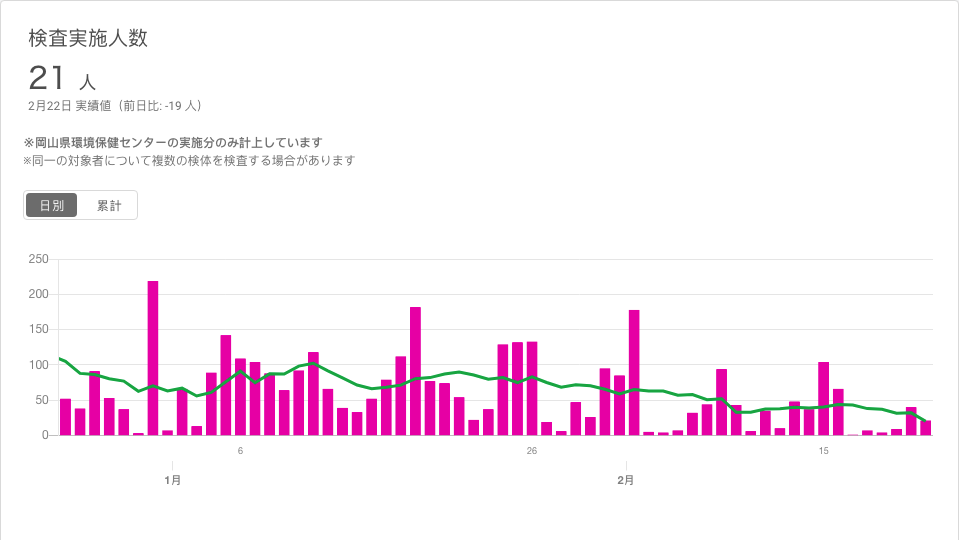 検査実施人数
21 人
2月22日 実績値（前日比: -19 人）
※岡山県環境保健センターの実施分のみ計上しています
※同一の対象者について複数の検体を検査する場合があります
日別 累計
250
200
150
100
50
0
6 26 15
1月 2月